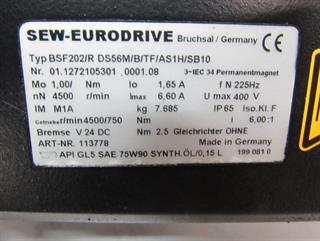 SEW-EURODRIVE Bruchsal / Germany CE
Typ BSF202/R DS56M/B/TF/AS1H/SB10
Nr. 01.1272105301 .0001.08 3~IEC 34 Permanentmagnet
Mo 1,00/ Nm Io 1,65 A f N 225Hz
nN 4500 r/min Imax 6,60 A U max 400 V
IM M1A kg 7.685 IP 65 Iso.Kl. F
Getriebe r/min 4500/750 Nm i 6,00:1
Bremse V 24 DC Nm 2.5 Gleichrichter OHNE
ART-NR. 113778 Made in Germany
API GL5 SAE 75W90 SYNTH.ÖL/0,15 L 199 081 0